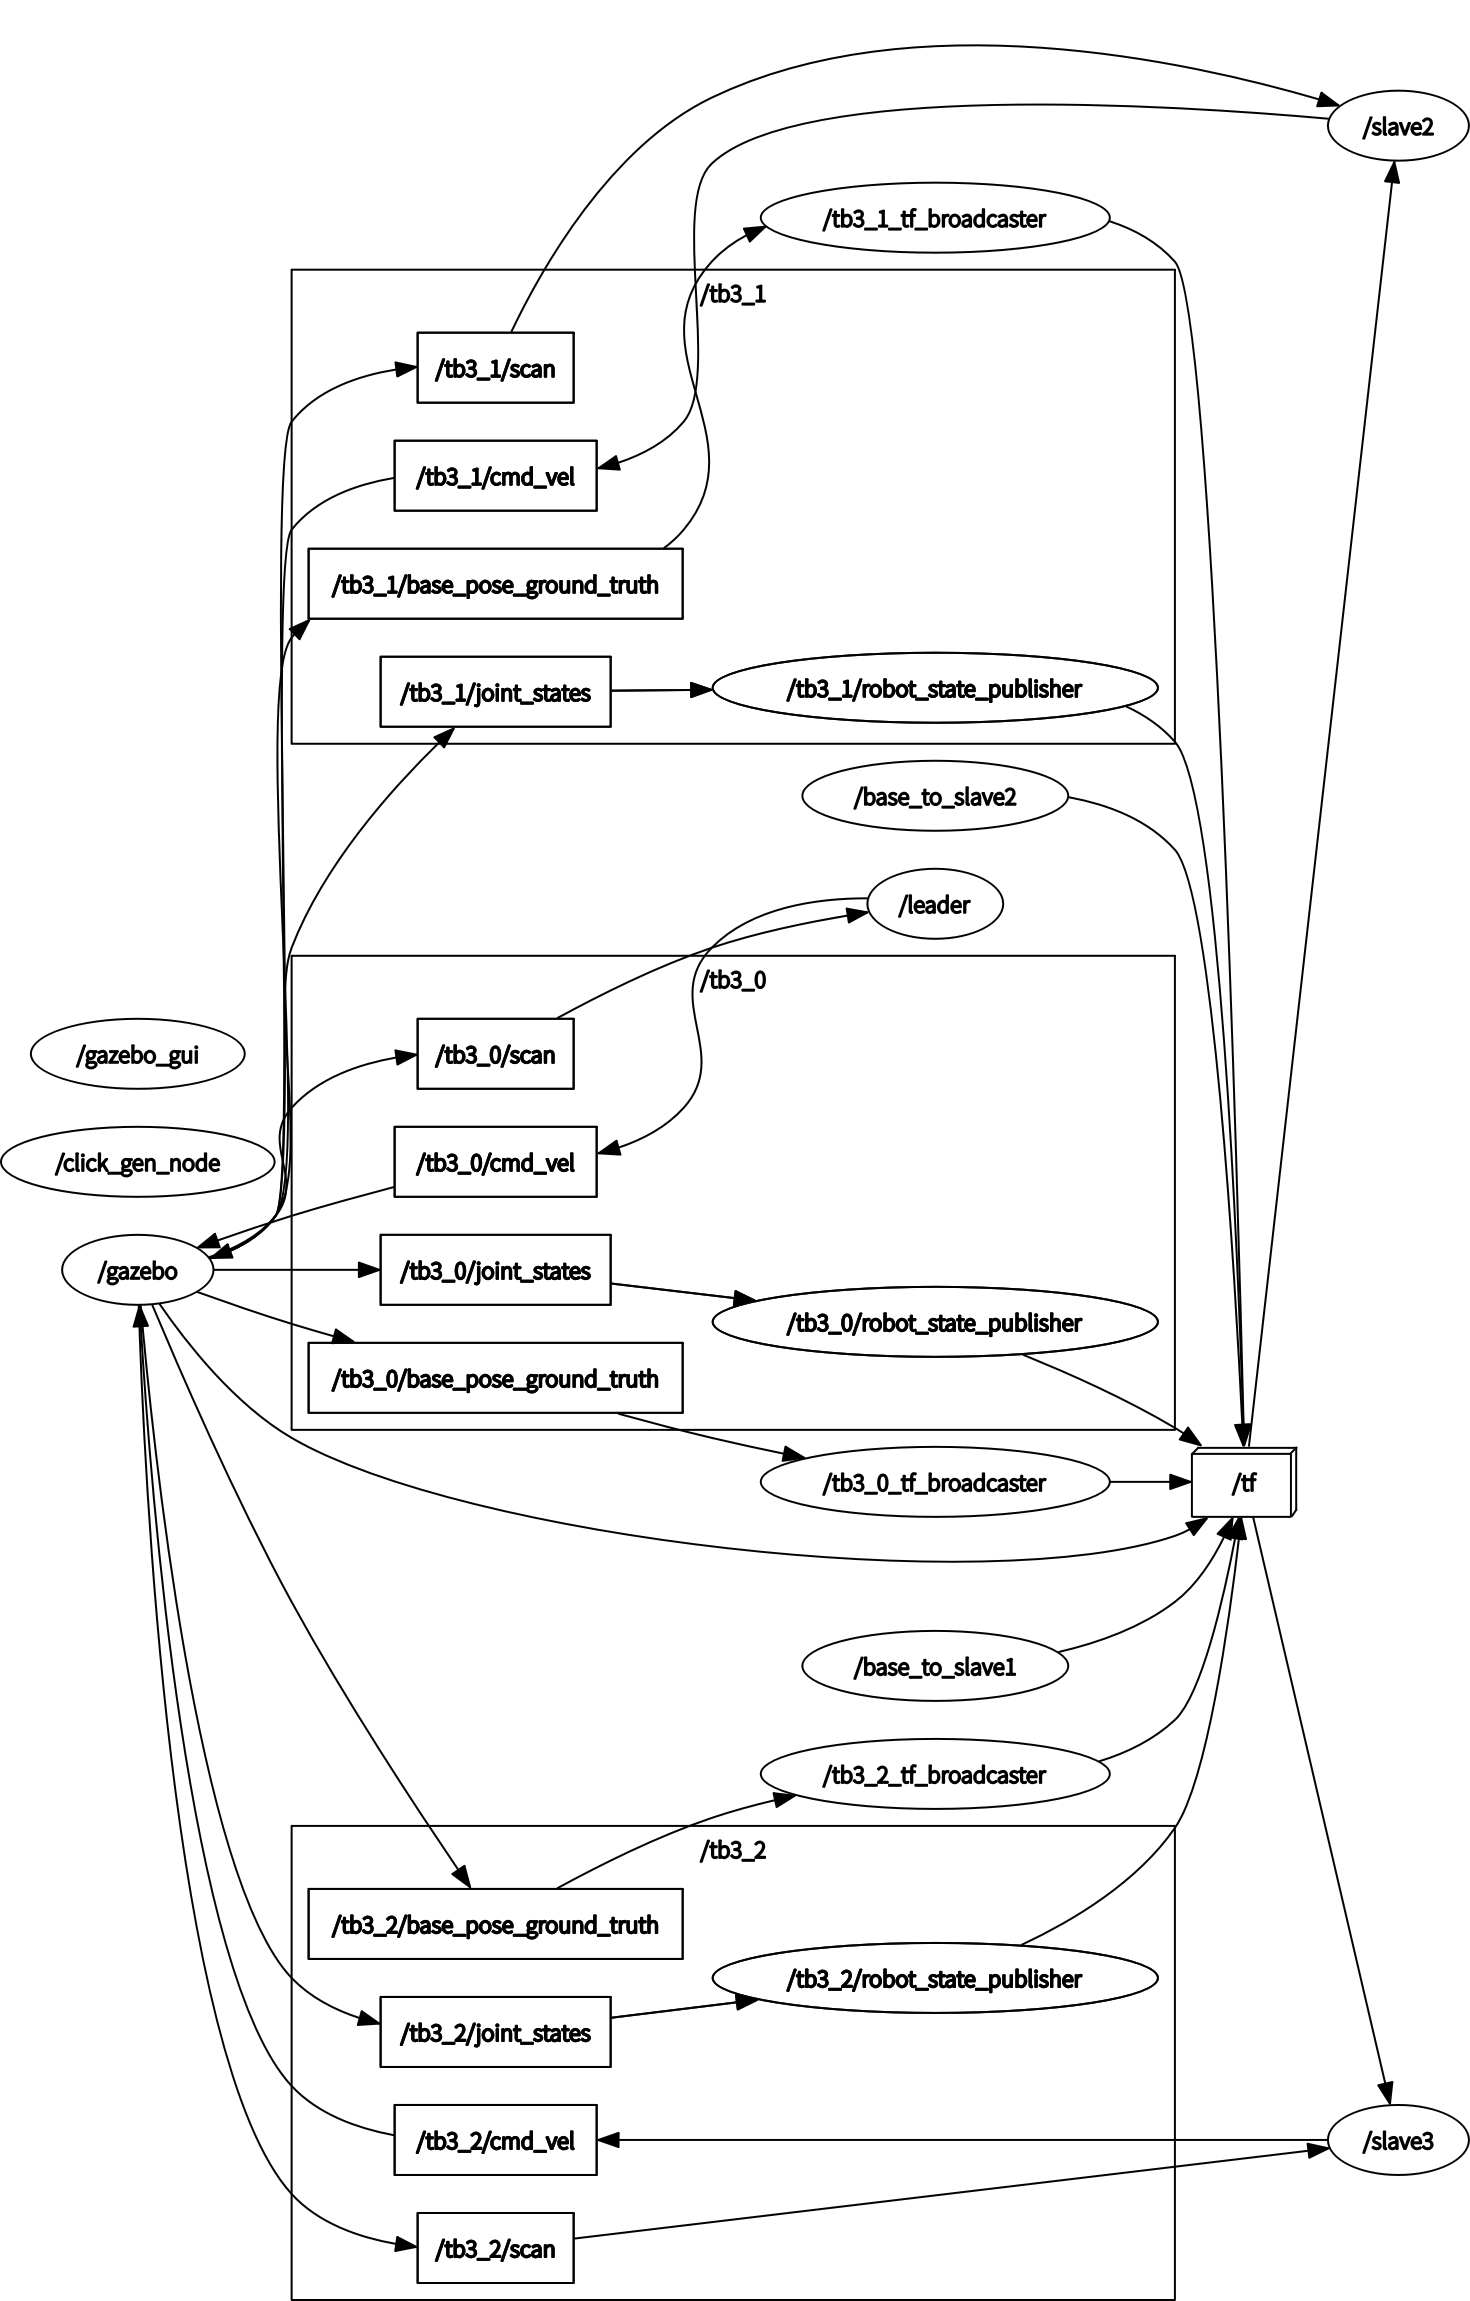 /slave2
/tb3_1_tf_broadcaster
/tb3_1
/tb3_1/scan
/tb3_1/cmd_vel
/tb3_1/base_pose_ground_truth
/tb3_1/joint_states
/tb3_1/robot_state_publisher
/base_to_slave2
/leader
/tb3_0
/gazebo_gui
/tb3_0/scan
/click_gen_node
/tb3_0/cmd_vel
/gazebo
/tb3_0/joint_states
/tb3_0/robot_state_publisher
/tb3_0/base_pose_ground_truth
/tb3_0_tf_broadcaster
/tf
/base_to_slave1
/tb3_2_tf_broadcaster
/tb3_2
/tb3_2/base_pose_ground_truth
/tb3_2/robot_state_publisher
/tb3_2/joint_states
/tb3_2/cmd_vel
/slave3
/tb3_2/scan